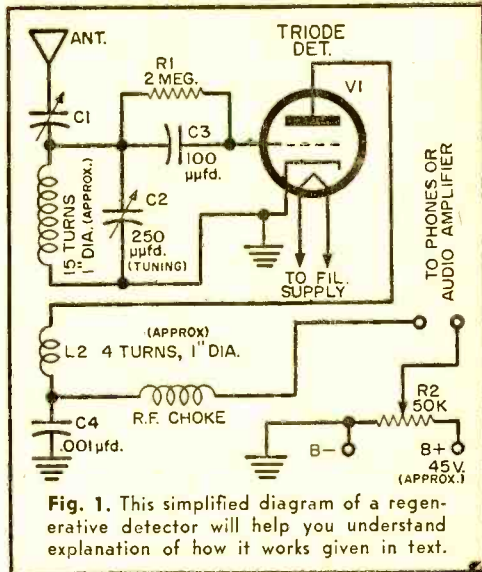 ANT.
TRIODE
DET.
R1
2 MEG.
V1
C1
C3
100
µµfd.
15 TURNS
1" DIA. (APPROX.)
C2
250
µµfd.
(TUNING)
TO FIL.
SUPPLY
TO PHONES OR
AUDIO AMPLIFIER
(APPROX)
L2 4 TURNS, 1" DIA.
R.F. CHOKE
C4
.001µfd.
R2
50K
B-
B+
45V.
(APPROX.)
Fig. 1. This simplified diagram of a regen-
erative detector will help you understand
explanation of how it works given in text.